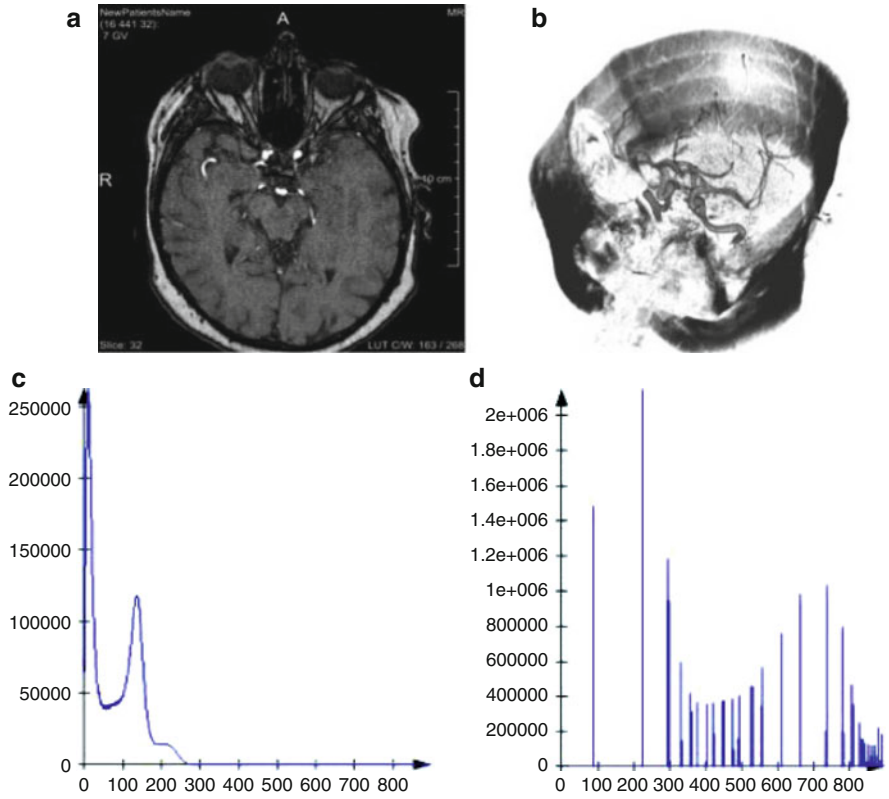 a
NewPatientsName
(16 441 32):
7 GV
A
MR
R
10 cm
Slice: 32
LUT C/W: 163 / 268
b
c
250000
200000
150000
100000
50000
0
0 100 200 300 400 500 600 700 800
d
2e+006
1.8e+006
1.6e+006
1.4e+006
1.2e+006
1e+006
800000
600000
400000
200000
0
0 100 200 300 400 500 600 700 800